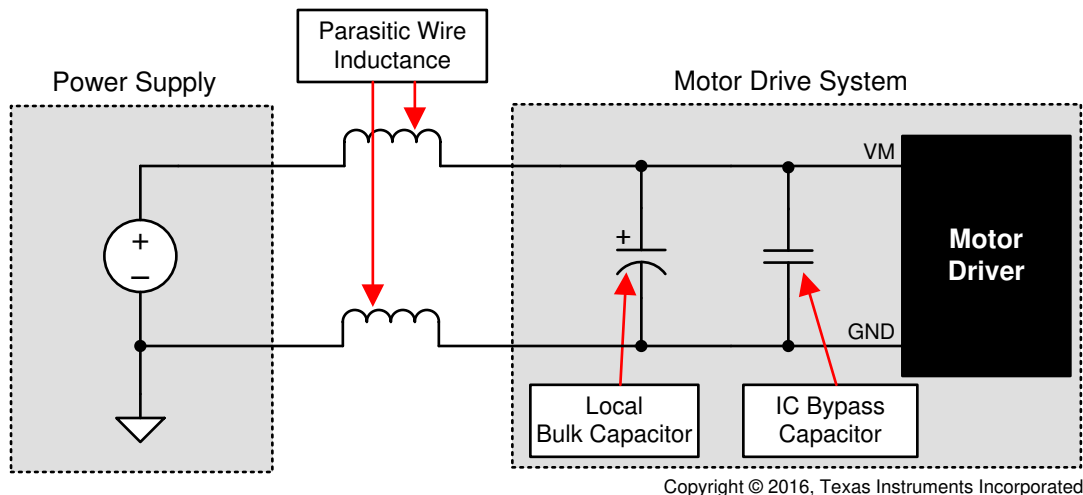 Parasitic Wire
Inductance
Power Supply
Motor Drive System
VM
+
–
+
Motor
Driver
GND
Local
Bulk Capacitor
IC Bypass
Capacitor
Copyright © 2016, Texas Instruments Incorporated